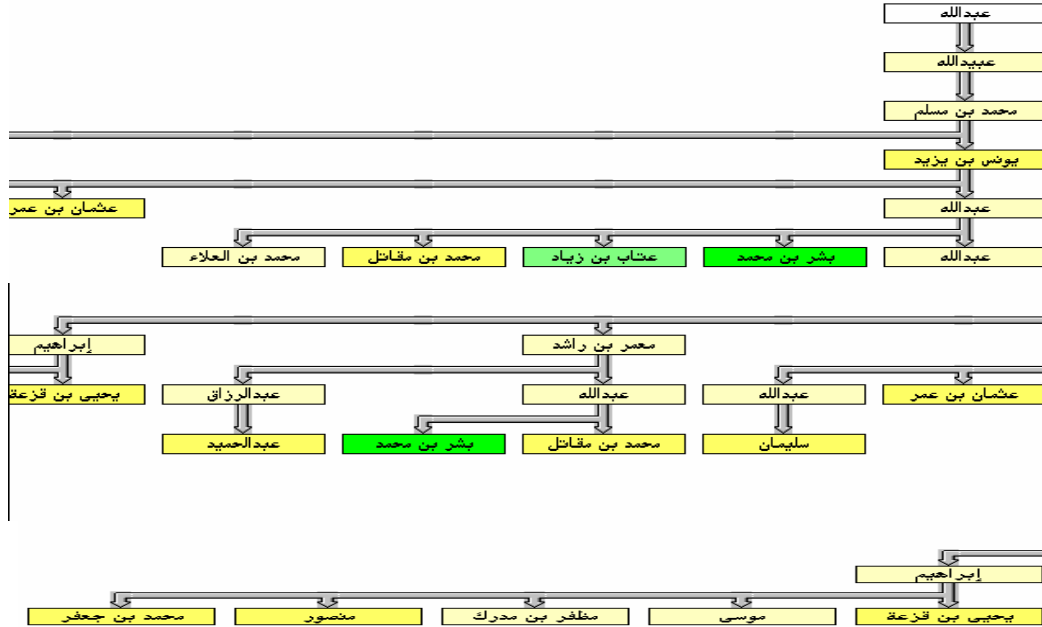 عبدالله
عبيدالله
محمد بن مسلم
يونس بن يزيد
عبدالله
عثمان بن عمر
عبدالله
بشر بن محمد
عتاب بن زياد
محمد بن مقاتل
محمد بن العلاء
معمر بن راشد
إبراهيم
عثمان بن عمر
عبدالله
عبدالله
عبدالرزاق
يحيى بن قزعة
سليمان
محمد بن مقاتل
بشر بن محمد
عبدالحميد
إبراهيم
يحيى بن قزعة
موسى
مظفر بن مدرك
منصور
محمد بن جعفر